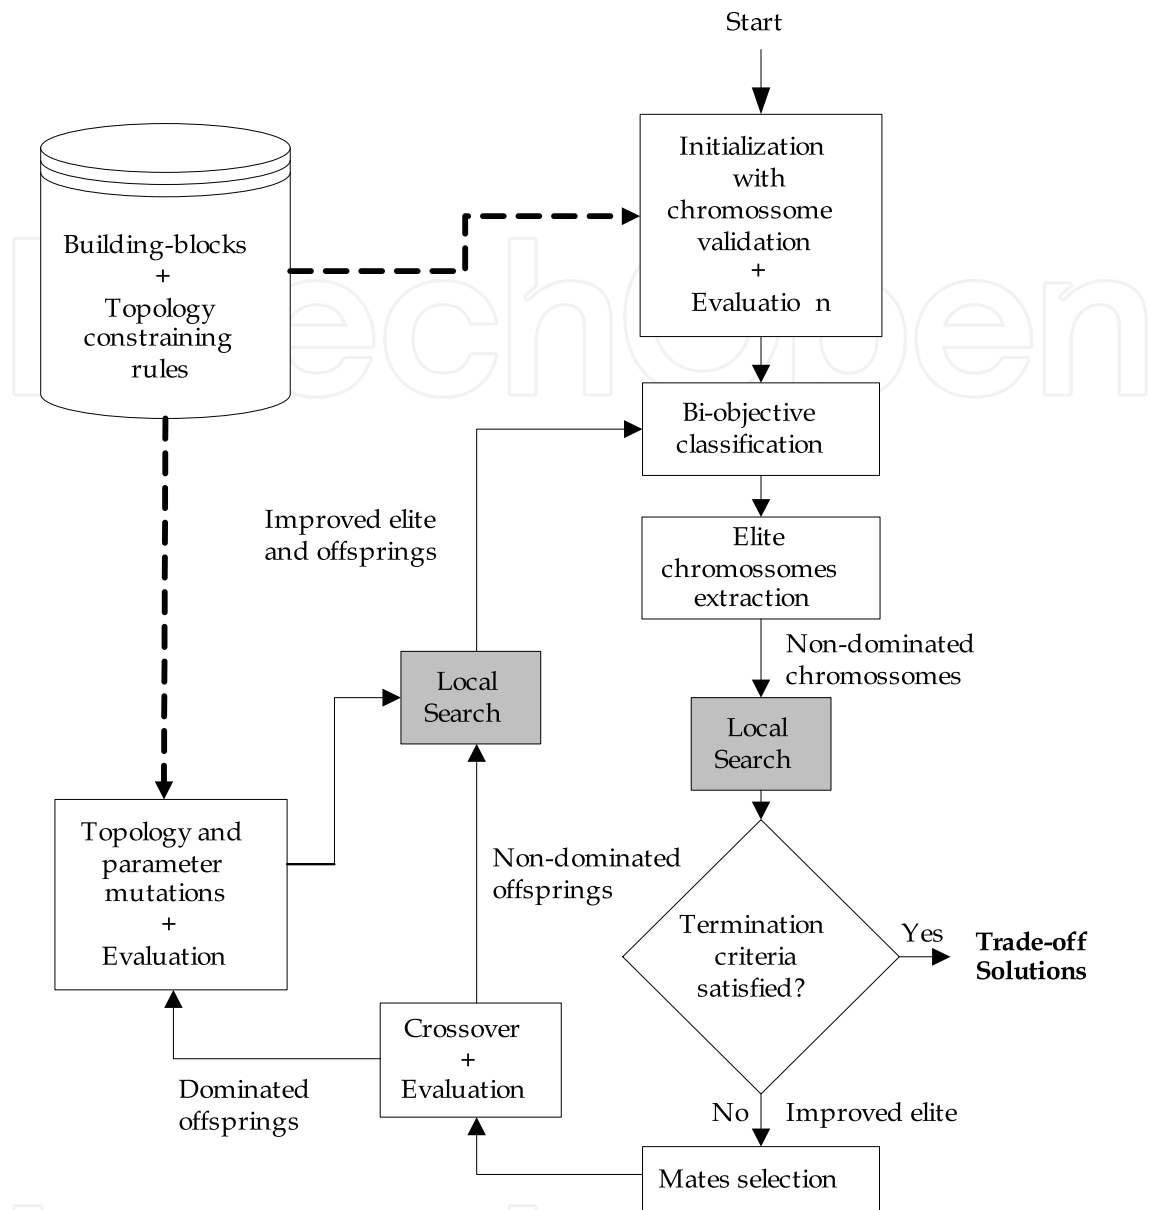 Start
Initialization
with
chromossome
validation
+
Evaluatio n
Building-blocks
+
Topology
constraining
rules
Bi-objective
classification
Improved elite
and offsprings
Elite
chromossomes
extraction
Non-dominated
chromossomes
Local
Search
Local
Search
Topology and
parameter
mutations
+
Evaluation
Non-dominated
offsprings
Termination
criteria
satisfied?
Yes
Trade-off
Solutions
Crossover
+
Evaluation
Dominated
offsprings
No
Improved elite
Mates selection